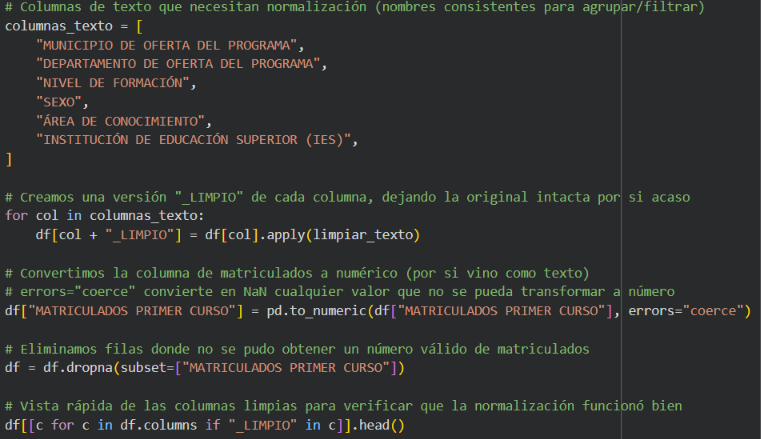 # Columnas de texto que necesitan normalización (nombres consistentes para agrupar/filtrar)
columnas_texto = [
    "MUNICIPIO DE OFERTA DEL PROGRAMA",
    "DEPARTAMENTO DE OFERTA DEL PROGRAMA",
    "NIVEL DE FORMACIÓN",
    "SEXO",
    "ÁREA DE CONOCIMIENTO",
    "INSTITUCIÓN DE EDUCACIÓN SUPERIOR (IES)",
]
# Creamos una versión "_LIMPIO" de cada columna, dejando la original intacta por si acaso
for col in columnas_texto:
    df[col + "_LIMPIO"] = df[col].apply(limpiar_texto)
# Convertimos la columna de matriculados a numérico (por si vino como texto)
# errors="coerce" convierte en NaN cualquier valor que no se pueda transformar a número
df["MATRICULADOS PRIMER CURSO"] = pd.to_numeric(df["MATRICULADOS PRIMER CURSO"], errors="coerce")
# Eliminamos filas donde no se pudo obtener un número válido de matriculados
df = df.dropna(subset=["MATRICULADOS PRIMER CURSO"])
# Vista rápida de las columnas limpias para verificar que la normalización funcionó bien
df[[c for c in df.columns if "_LIMPIO" in c]].head()